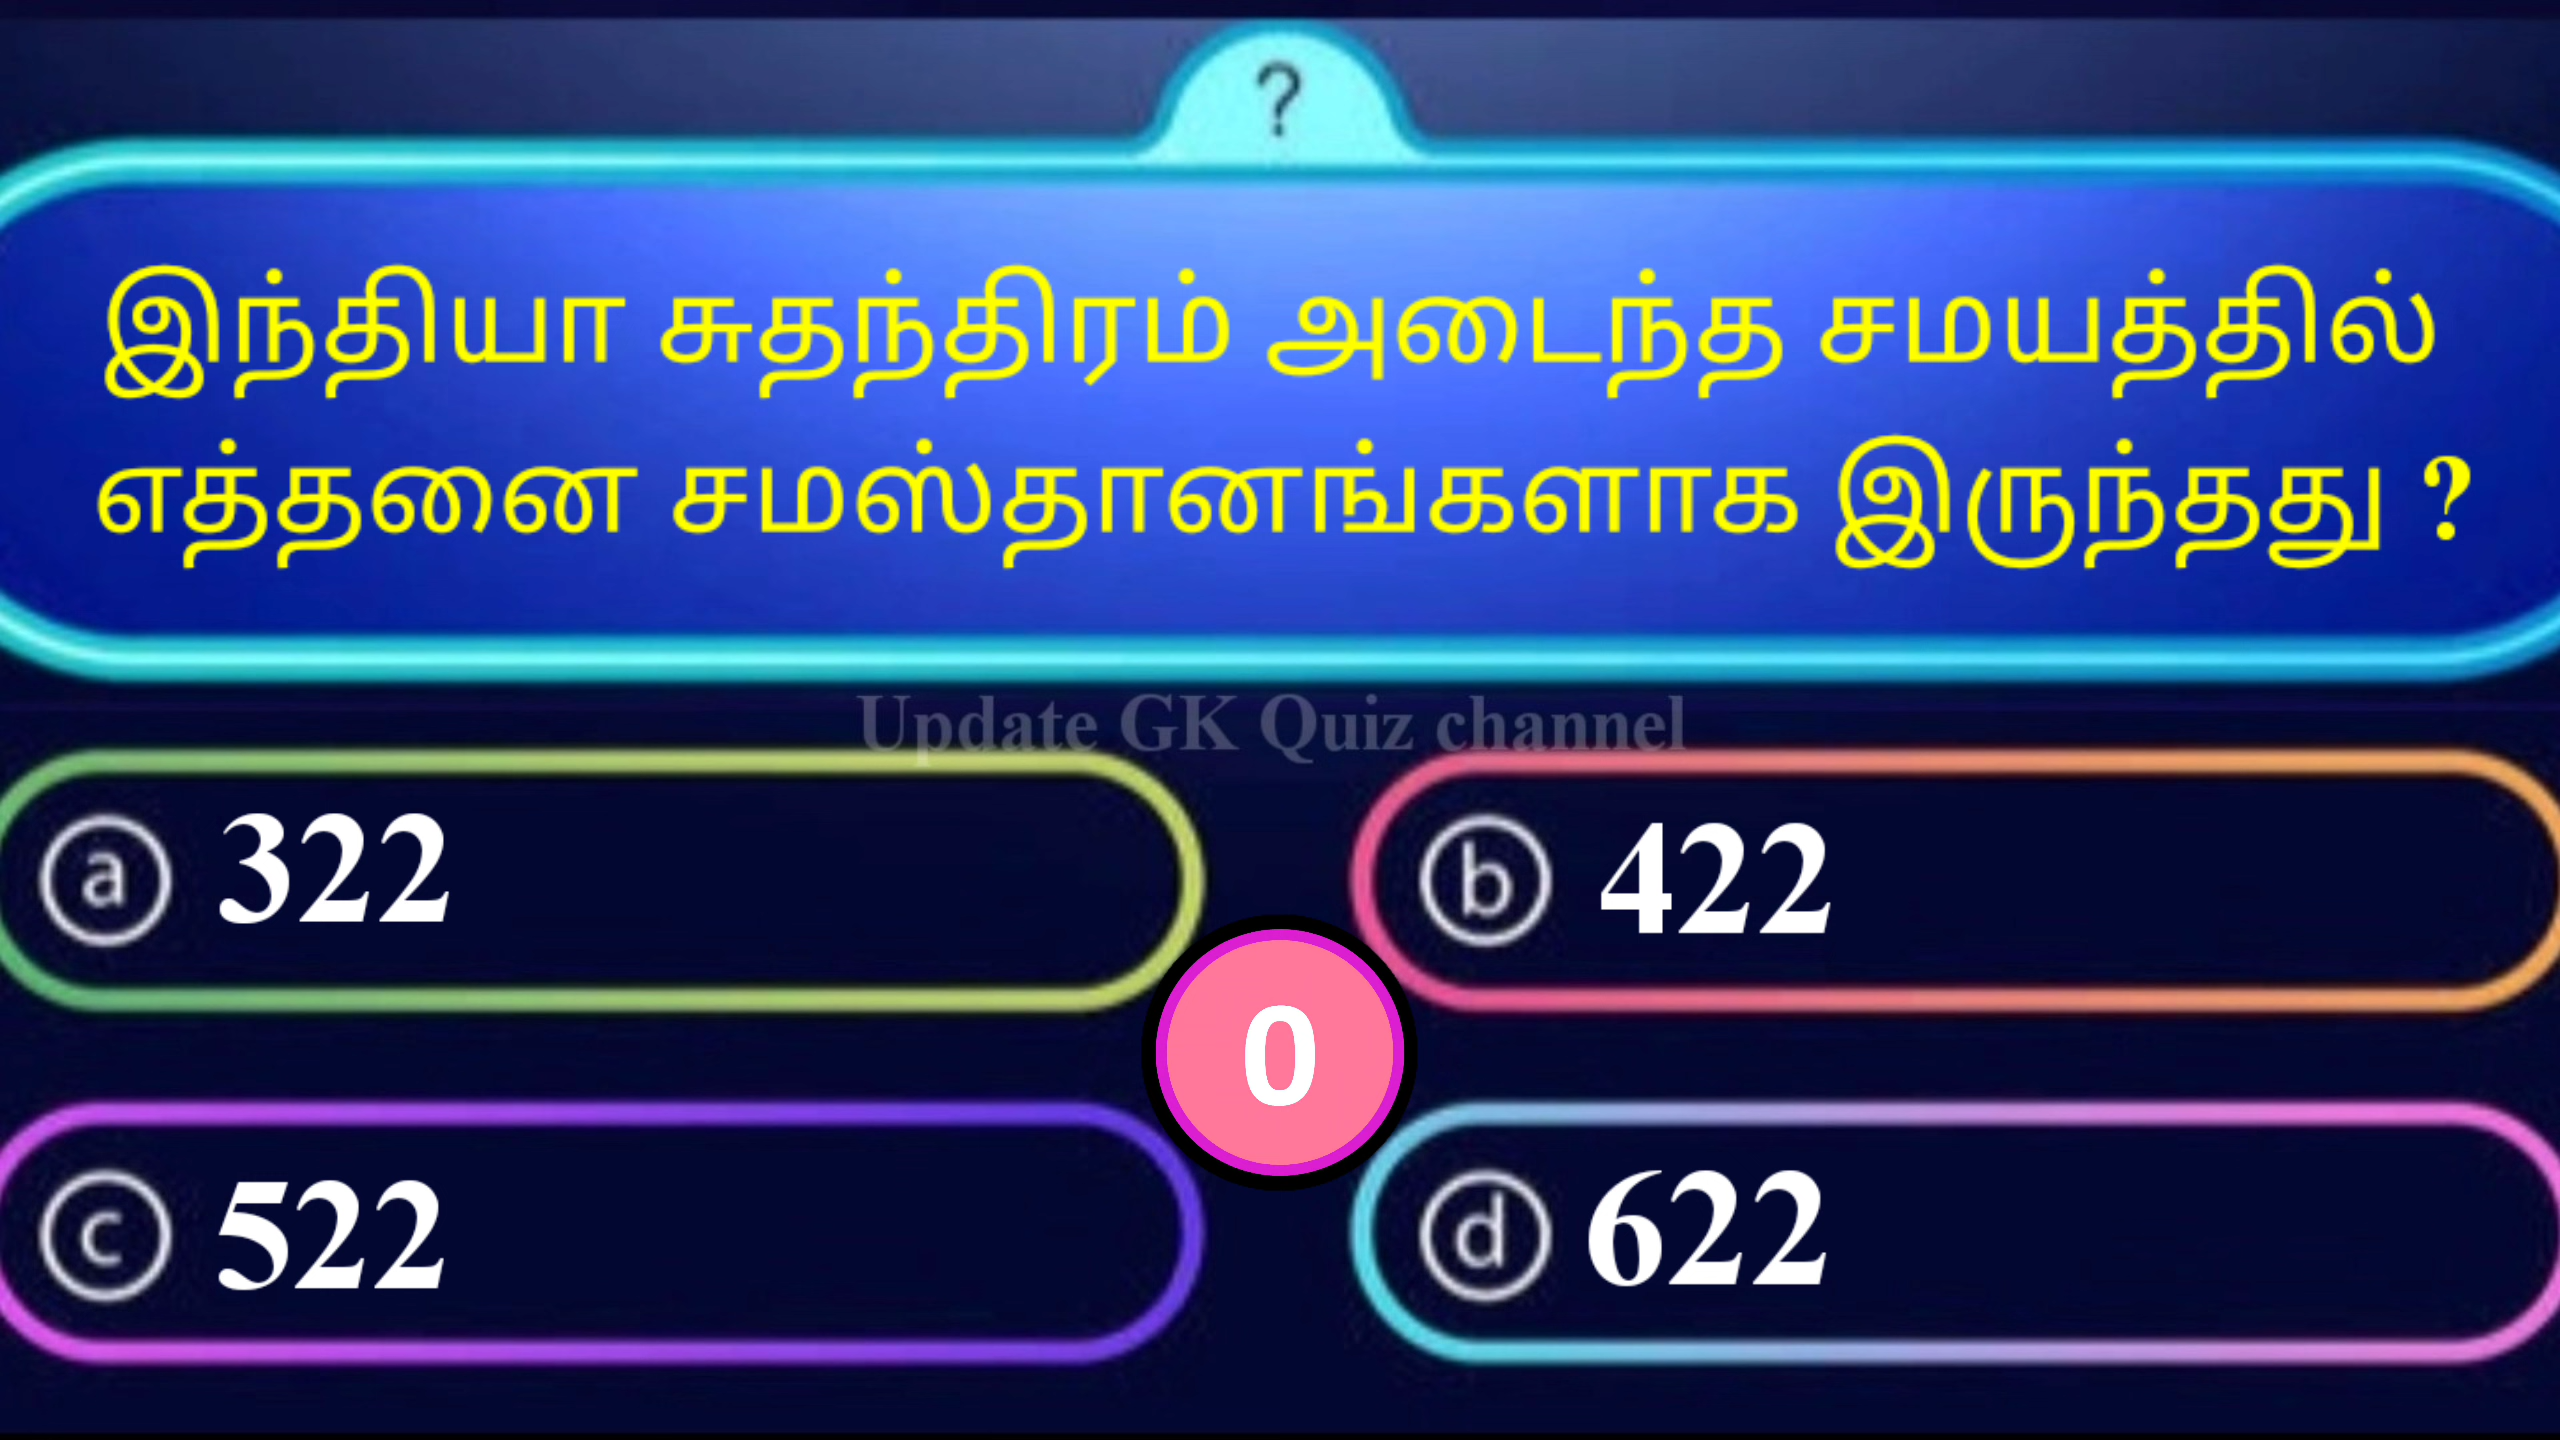 ?
இந்தியா சுதந்திரம் அடைந்த சமயத்தில்
எத்தனை சமஸ்தானங்களாக இருந்தது ?
Update GK Quiz channel
a 322
b 422
0
c 522
d 622